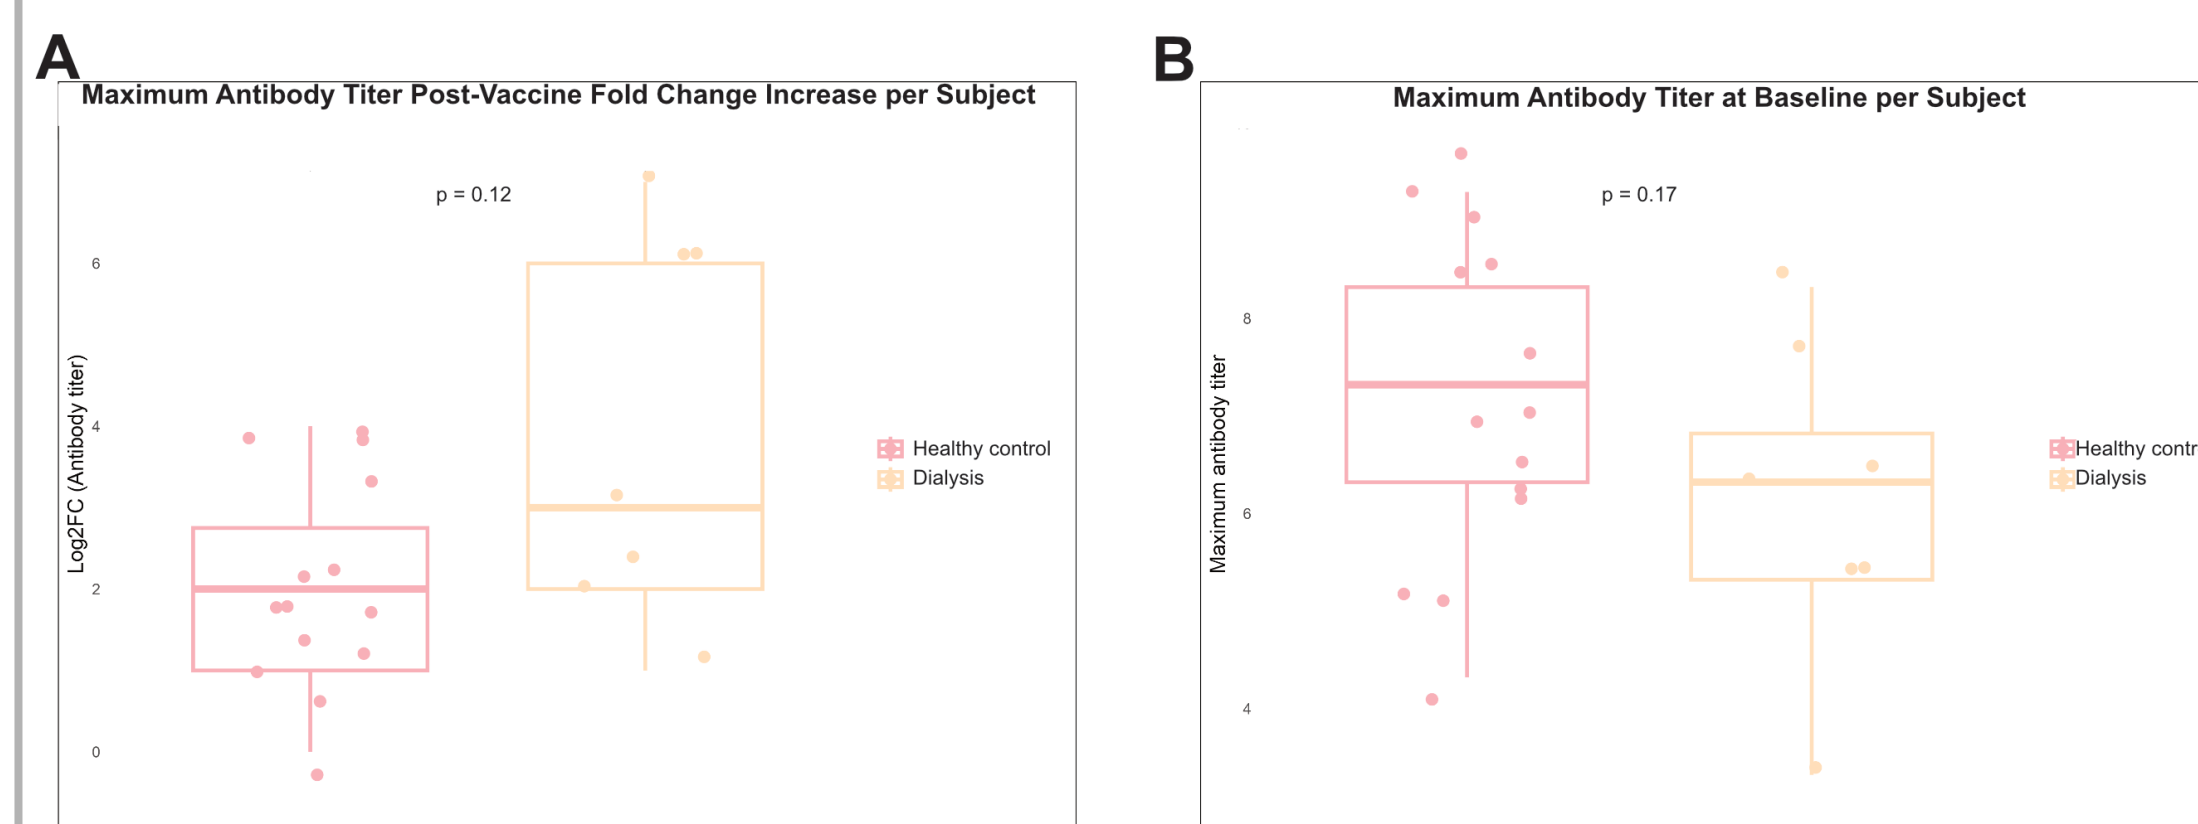 A
Maximum Antibody Titer Post-Vaccine Fold Change Increase per Subject
p = 0.12
6
4
2
0
Log2FC (Antibody titer)
Healthy control
Dialysis
B
Maximum Antibody Titer at Baseline per Subject
p = 0.17
8
6
4
Maximum antibody titer
Healthy contr
Dialysis